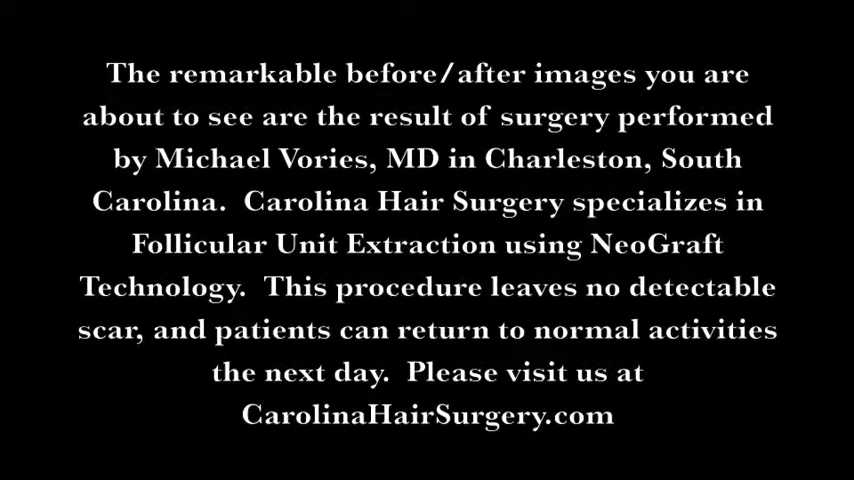 The remarkable before/after images you are
about to see are the result of surgery performed
by Michael Vories, MD in Charleston, South
Carolina.  Carolina Hair Surgery specializes in
Follicular Unit Extraction using NeoGraft
Technology.  This procedure leaves no detectable
scar, and patients can return to normal activities
the next day.  Please visit us at
CarolinaHairSurgery.com